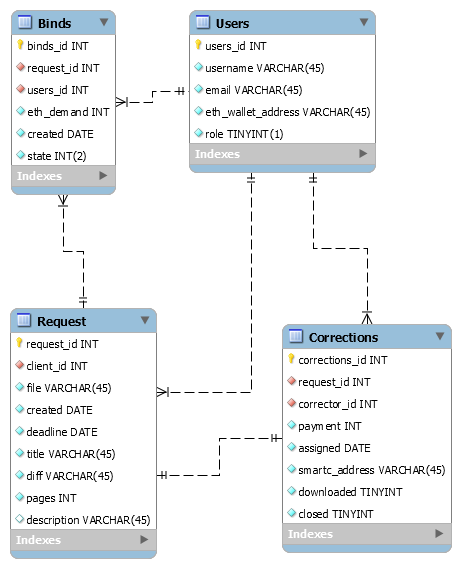 Binds
binds_id INT
request_id INT
users_id INT
eth_demand INT
created DATE
state INT(2)
Indexes
Users
users_id INT
username VARCHAR(45)
email VARCHAR(45)
eth_wallet_address VARCHAR(45)
role TINYINT(1)
Indexes
Request
request_id INT
client_id INT
file VARCHAR(45)
created DATE
deadline DATE
title VARCHAR(45)
diff VARCHAR(45)
pages INT
description VARCHAR(45)
Indexes
Corrections
corrections_id INT
request_id INT
corrector_id INT
payment INT
assigned DATE
smartc_address VARCHAR(45)
downloaded TINYINT
closed TINYINT
Indexes